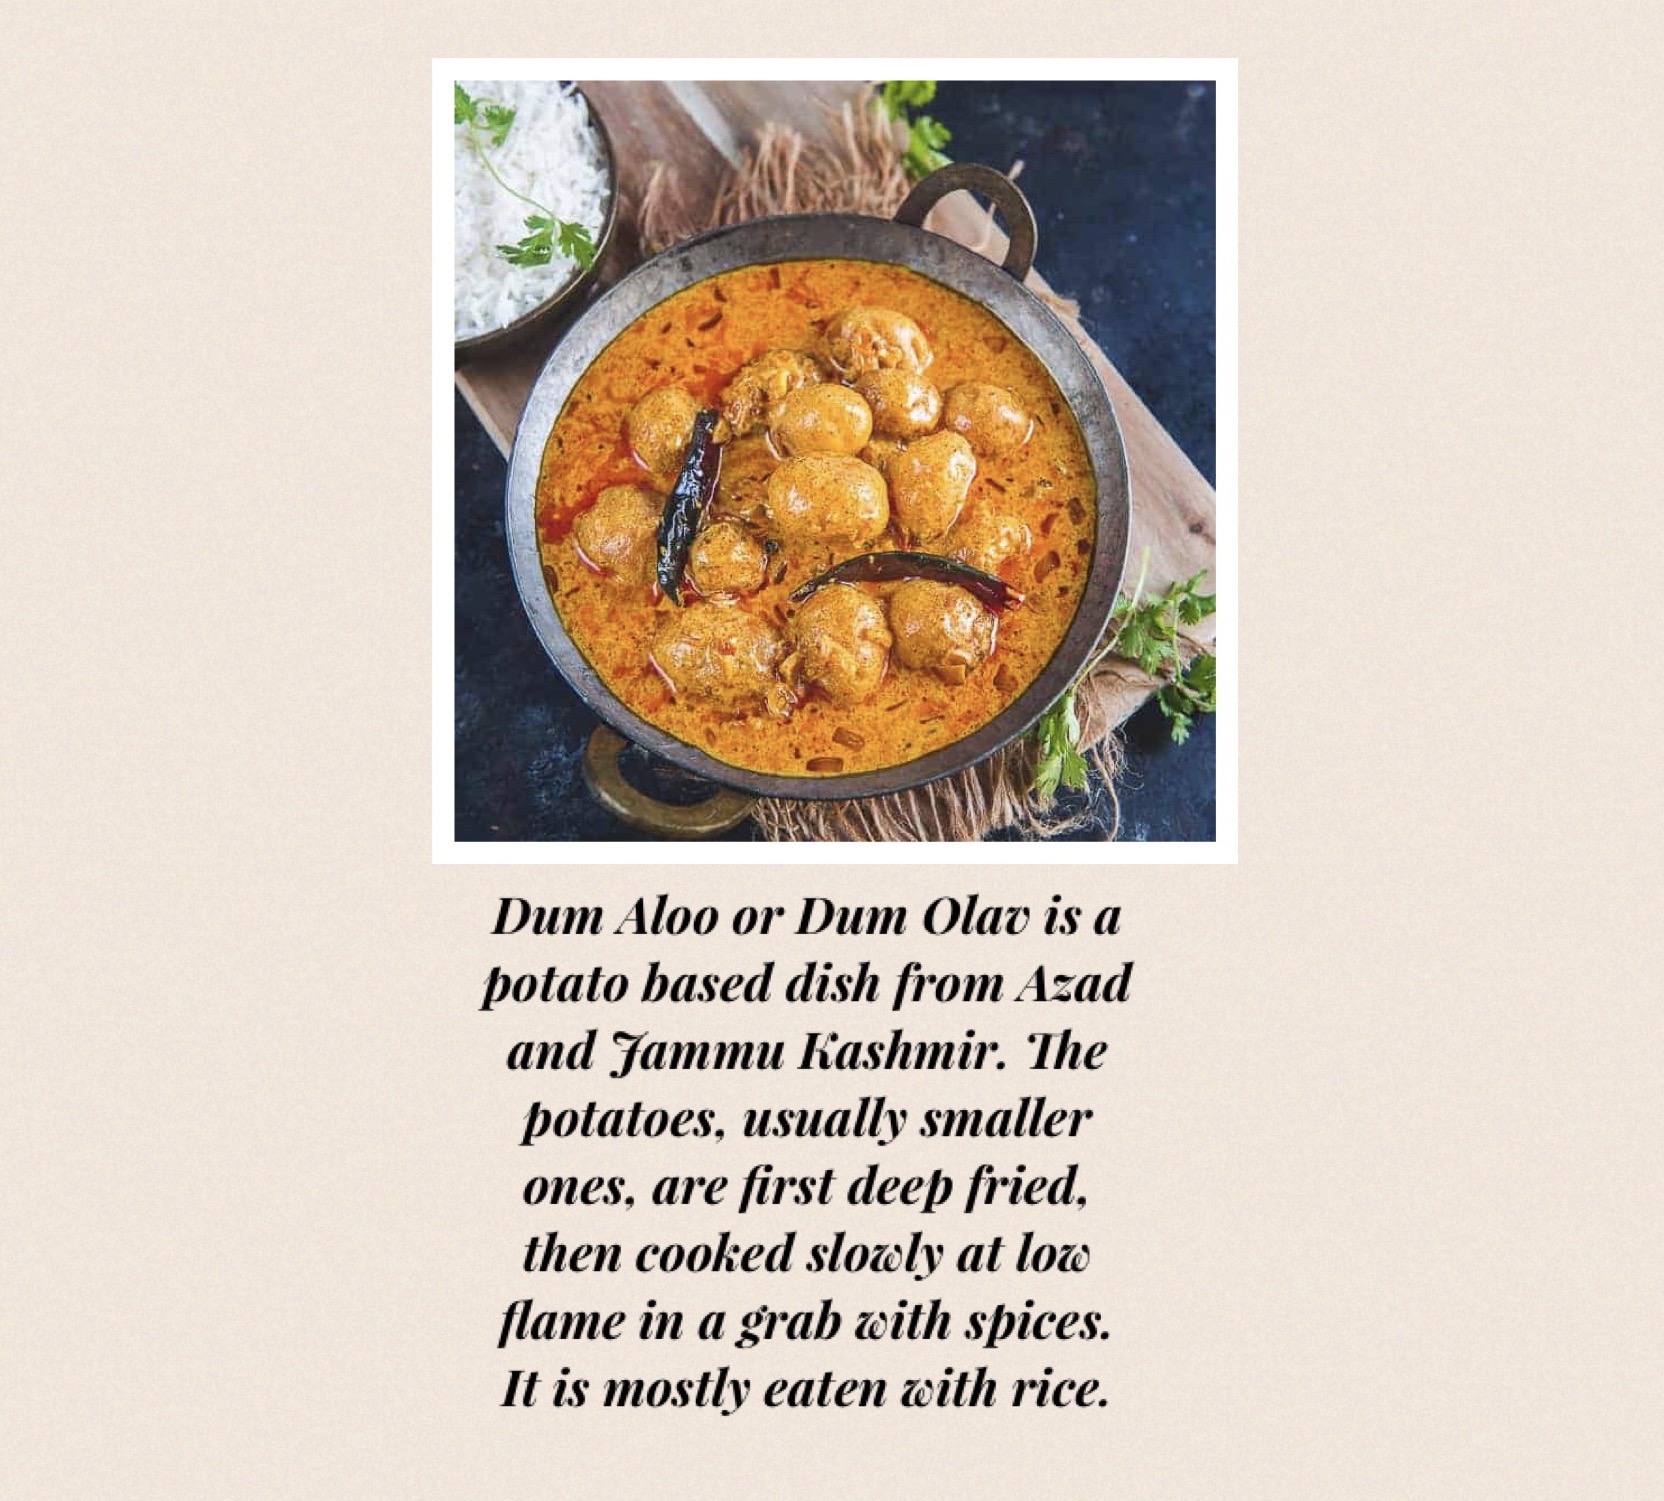 Dum Aloo or Dum Olav is a
potato based dish from Azad
and Jammu Kashmir. The
potatoes, usually smaller
ones, are first deep fried,
then cooked slowly at low
flame in a grab with spices.
It is mostly eaten with rice.